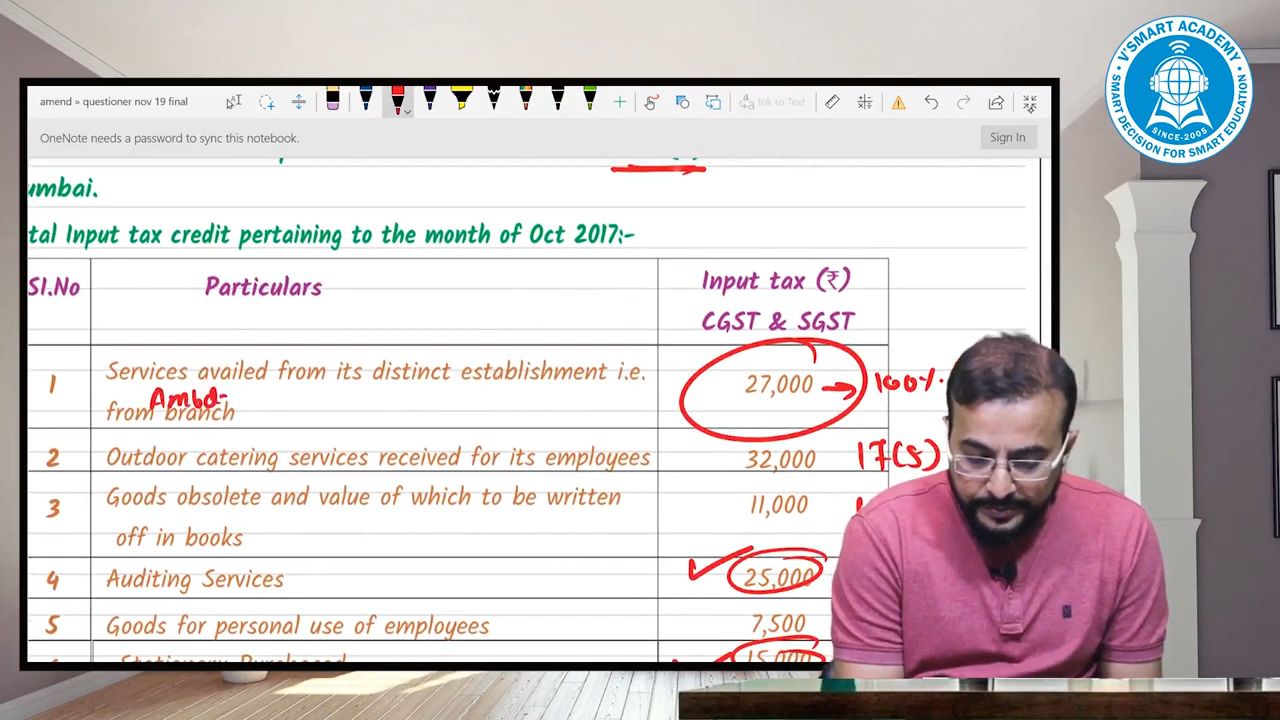 V'SMART ACADEMY
SINCE-2005
SMART DECISION FOR SMART EDUCATION
amend » questioner nov 19 final
Ink to Text
OneNote needs a password to sync this notebook.
Sign In
umbai.
tal Input tax credit pertaining to the month of Oct 2017:-
Sl.No Particulars Input tax (₹)
CGST & SGST
1 Services availed from its distinct establishment i.e. 27,000 100%.
Ambd-
from branch
2 Outdoor catering services received for its employees 32,000 17(5)
3 Goods obsolete and value of which to be written 11,000
off in books
4 Auditing Services 25,000
5 Goods for personal use of employees 7,500
Stationary Purchased 15,000